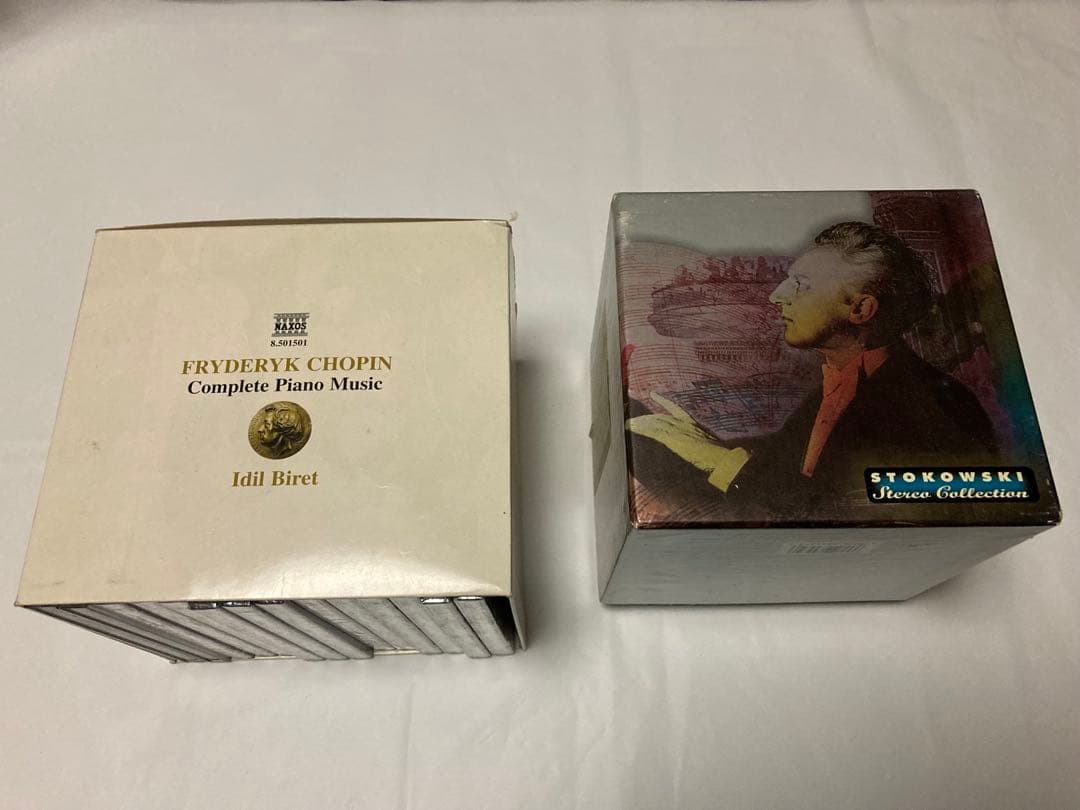 NAXOS
8.501501
FRYDERYK CHOPIN
Complete Piano Music
Idil Biret
STOKOWSKI
Stereo Collection